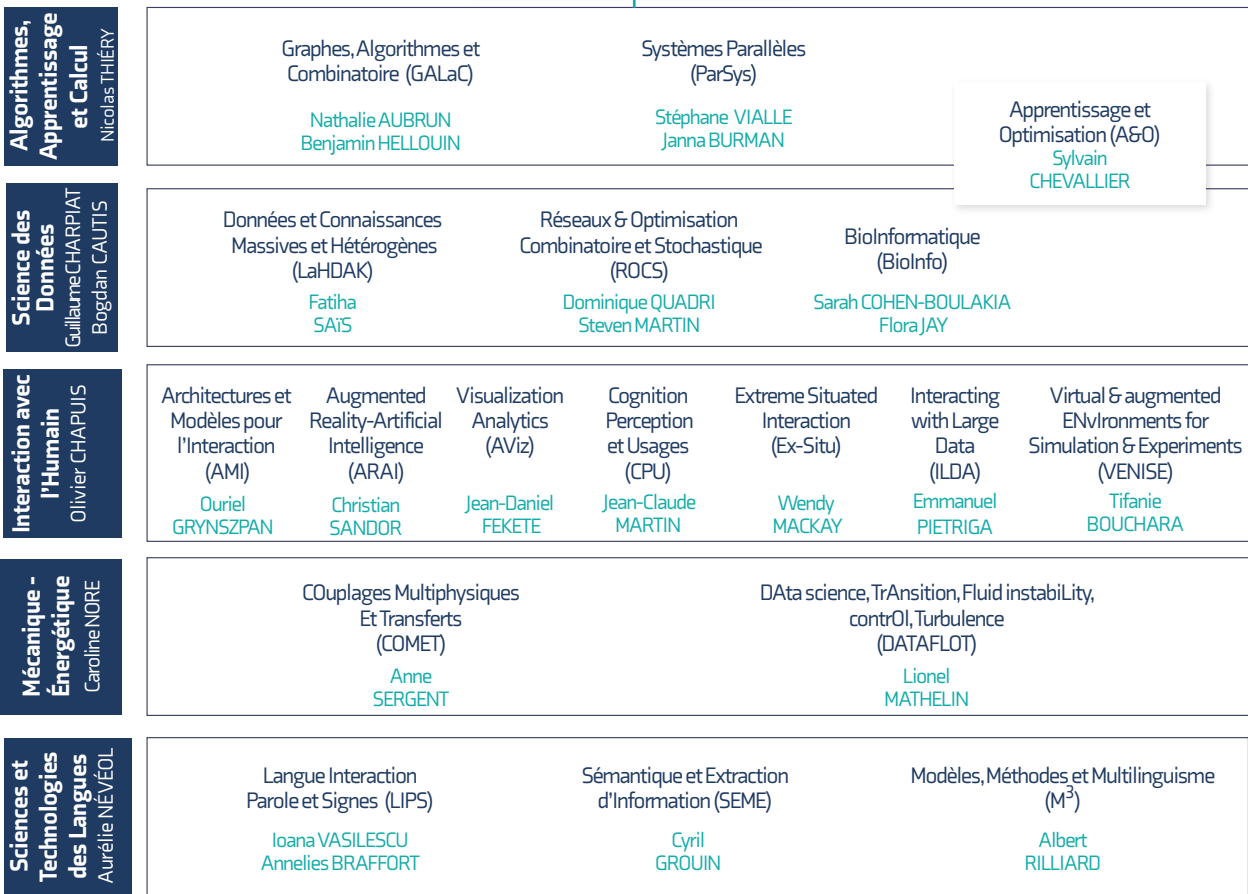 Algorithmes,
Apprentissage
et Calcul
Nicolas THIÉRY
Graphes, Algorithmes et
Combinatoire (GALaC)
Nathalie AUBRUN
Benjamin HELLOUIN
Systèmes Parallèles
(ParSys)
Stéphane VIALLE
Janna BURMAN
Apprentissage et
Optimisation (A&O)
Sylvain
CHEVALLIER
Science des
Données
Guillaume CHARPIAT
Bogdan CAUTIS
Données et Connaissances
Massives et Hétérogènes
(LaHDAK)
Fatiha
SAïS
Réseaux & Optimisation
Combinatoire et Stochastique
(ROCS)
Dominique QUADRI
Steven MARTIN
BioInformatique
(BioInfo)
Sarah COHEN-BOULAKIA
Flora JAY
Interaction avec
l'Humain
Olivier CHAPUIS
Architectures et
Modèles pour
l'Interaction
(AMI)
Ouriel
GRYNSZPAN
Augmented
Reality-Artificial
Intelligence
(ARAI)
Christian
SANDOR
Visualization
Analytics
(AViz)
Jean-Daniel
FEKETE
Cognition
Perception
et Usages
(CPU)
Jean-Claude
MARTIN
Extreme Situated
Interaction
(Ex-Situ)
Wendy
MACKAY
Interacting
with Large
Data
(ILDA)
Emmanuel
PIETRIGA
Virtual & augmented
ENvIronments for
Simulation & Experiments
(VENISE)
Tifanie
BOUCHARA
Mécanique -
Énergétique
Caroline NORE
COuplages Multiphysiques
Et Transferts
(COMET)
Anne
SERGENT
DAta science, TrAnsition, Fluid instabiLity,
contrOl, Turbulence
(DATAFLOT)
Lionel
MATHELIN
Sciences et
Technologies
des Langues
Aurélie NÉVÉOL
Langue Interaction
Parole et Signes (LIPS)
Ioana VASILESCU
Annelies BRAFFORT
Sémantique et Extraction
d'Information (SEME)
Cyril
GROUIN
Modèles, Méthodes et Multilinguisme
(M³)
Albert
RILLIARD